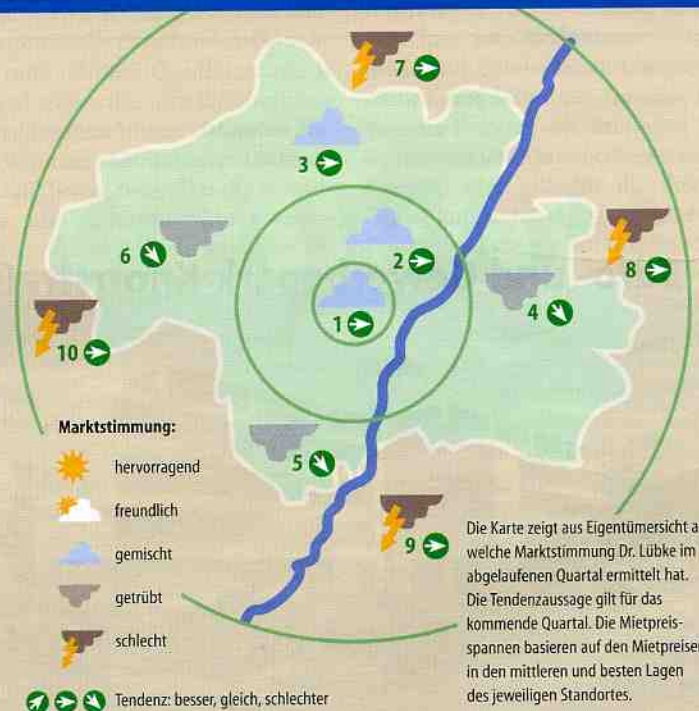 7
3
6
2
8
4
1
10
5
9
Marktstimmung:
hervorragend
freundlich
gemischt
getrübt
schlecht
Tendenz: besser, gleich, schlechter
Die Karte zeigt aus Eigentümersicht
welche Marktstimmung Dr. Lübke im
abgelaufenen Quartal ermittelt hat.
Die Tendenzaussage gilt für das
kommende Quartal. Die Mietpreis-
spannen basieren auf den
in den mittleren und besten Lagen
des jeweiligen Standortes.